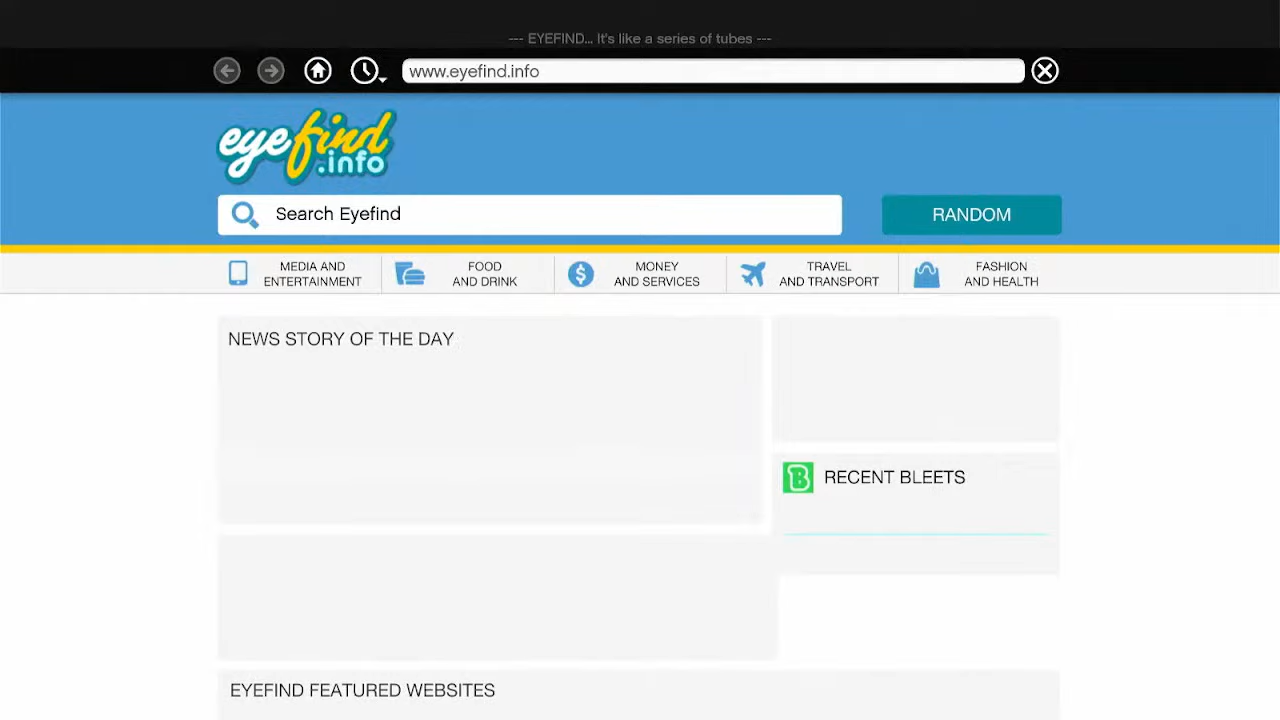 --- EYEFIND... It's like a series of tubes ---
www.eyefind.info
eyefind
.info
Search Eyefind
RANDOM
MEDIA AND
ENTERTAINMENT
FOOD
AND DRINK
MONEY
AND SERVICES
TRAVEL
AND TRANSPORT
FASHION
AND HEALTH
NEWS STORY OF THE DAY
B
RECENT BLEETS
EYEFIND FEATURED WEBSITES